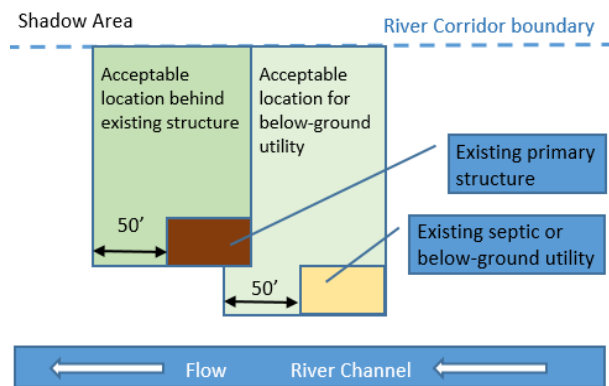 Shadow Area
River Corridor boundary
Acceptable
location behind
existing structure
Acceptable
location for
below-ground
utility
Existing primary
structure
50’
Existing septic or
below-ground utility
50’
Flow
River Channel